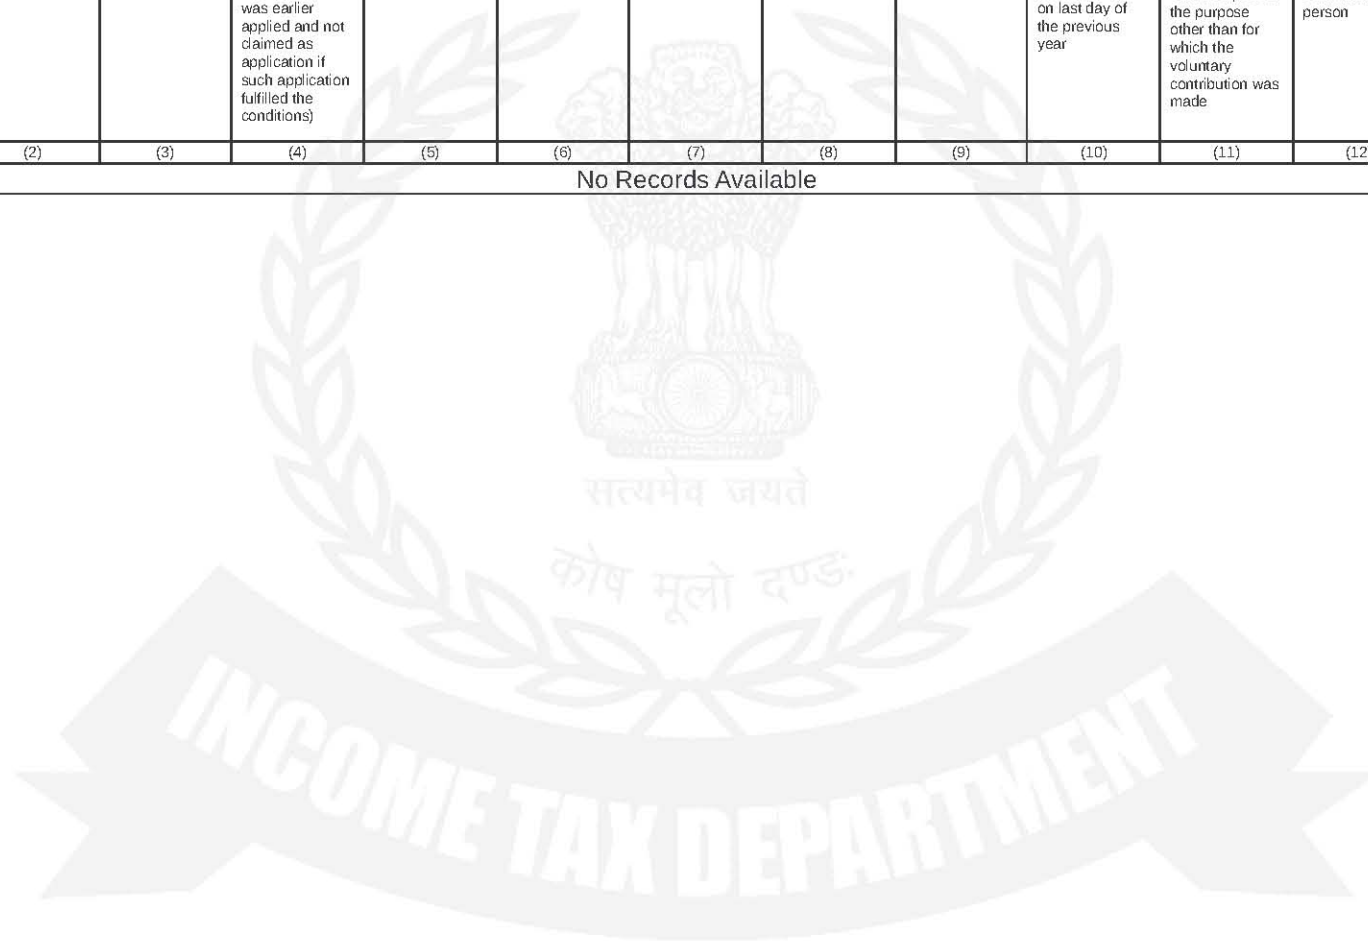 was earlier
applied and not
claimed as
application if
such application
fulfilled the
conditions)
on last day of
the previous
year
the purpose
other than for
which the
voluntary
contribution was
made
person
(2) (3) (4) (5) (6) (7) (8) (9) (10) (11) (12
No Records Available
सत्यमेव जयते
कोष मूलो दण्डः
INCOME TAX DEPARTMENT